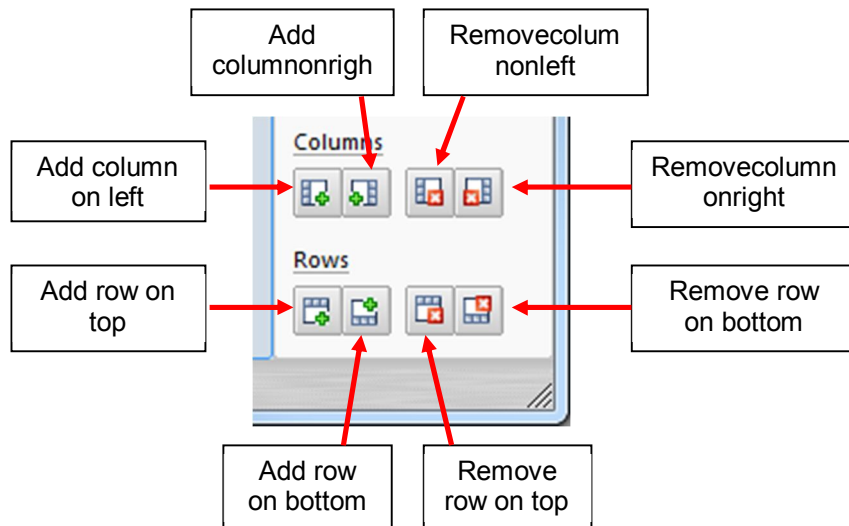 Add
columnonrigh
Removecolum
nonleft
Add column
on left
Columns
Removecolumn
onright
Add row on
top
Rows
Remove row
on bottom
Add row
on bottom
Remove
row on top